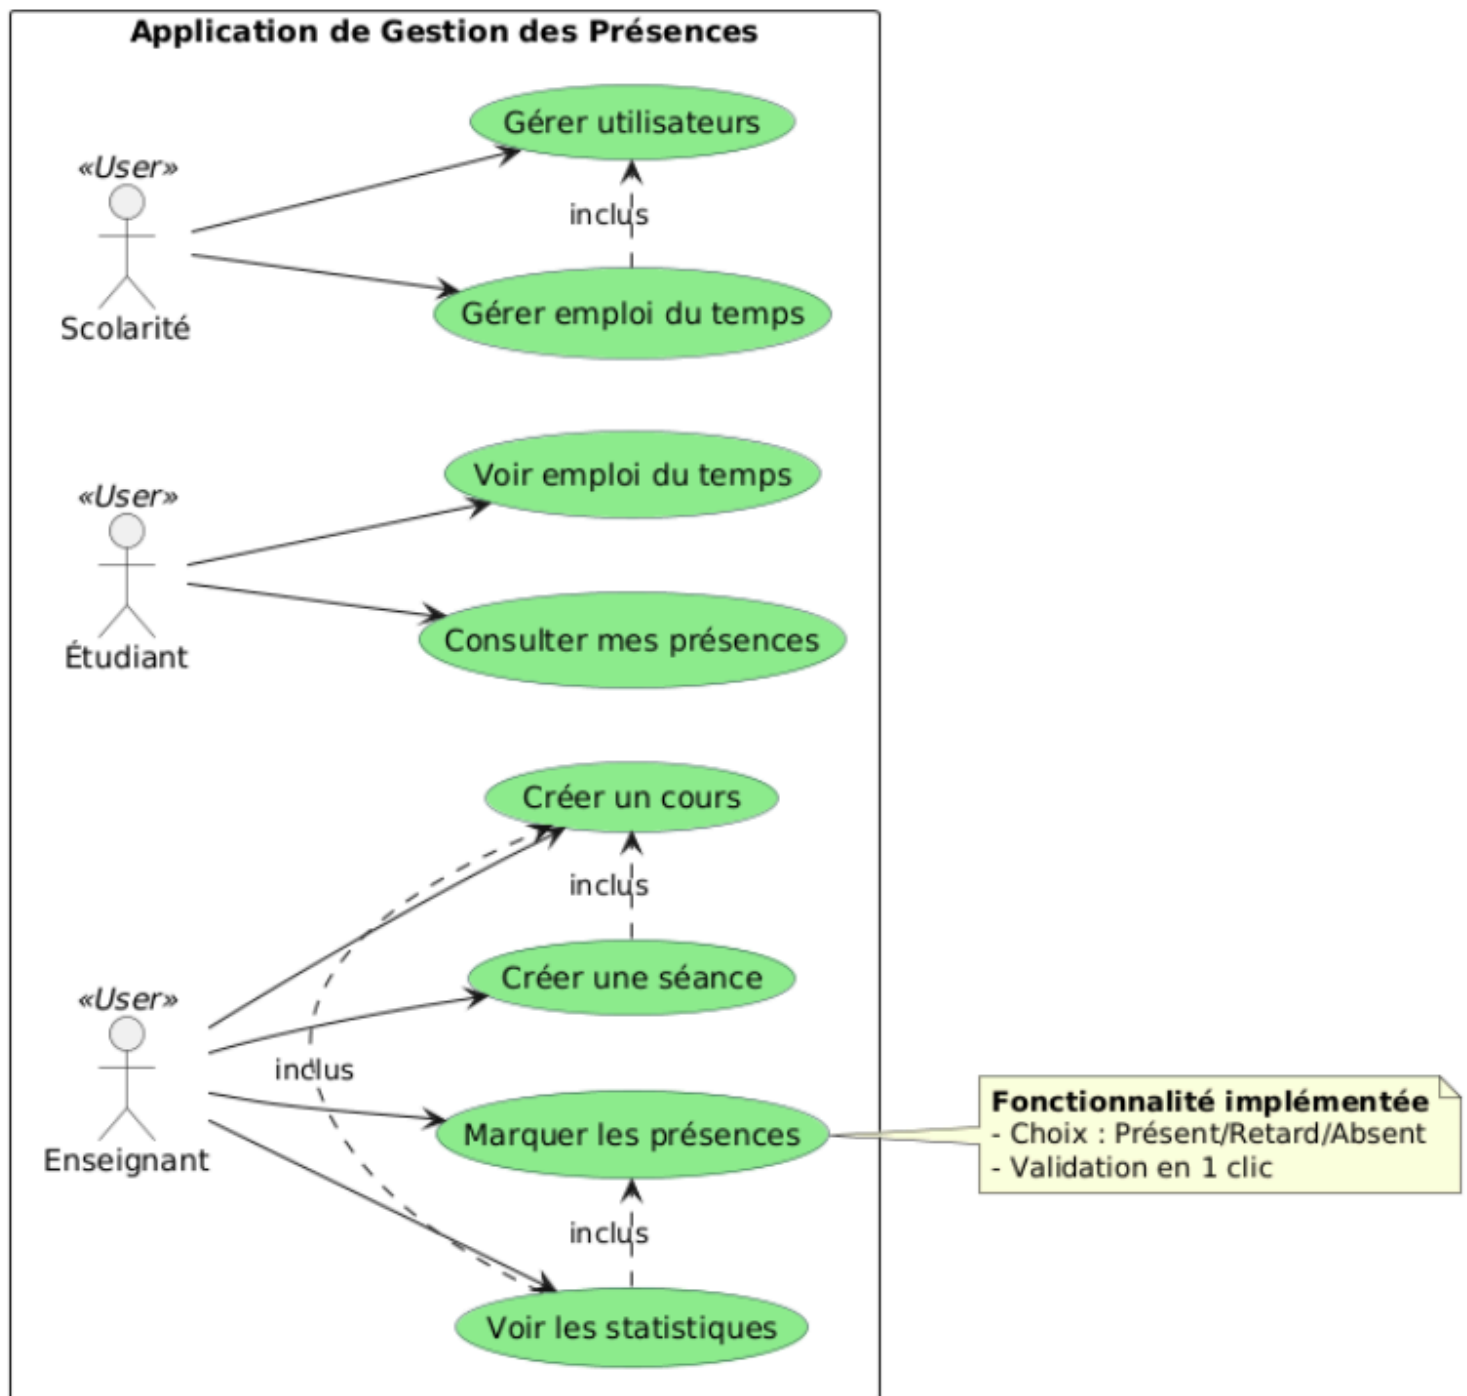 Application de Gestion des Présences
Gérer utilisateurs
«User»
inclus
Gérer emploi du temps
Scolarité
Voir emploi du temps
«User»
Consulter mes présences
Étudiant
Créer un cours
inclus
Créer une séance
«User»
inclus
Fonctionnalité implémentée
- Choix : Présent/Retard/Absent
- Validation en 1 clic
Marquer les présences
Enseignant
inclus
Voir les statistiques